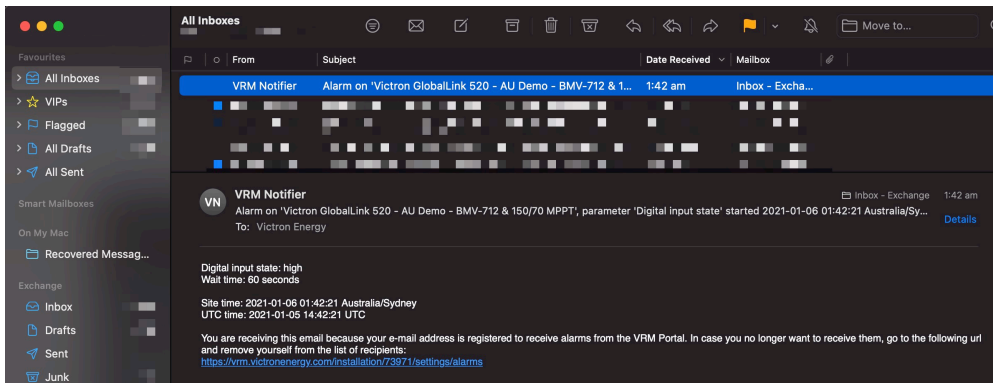 All Inboxes
Move to...
Favourites
All Inboxes
VIPs
Flagged
All Drafts
All Sent
Smart Mailboxes
On My Mac
Recovered Messag...
Exchange
Inbox
Drafts
Sent
Junk
From Subject Date Received Mailbox
VRM Notifier Alarm on 'Victron GlobalLink 520 - AU Demo - BMV-712 & 1... 1:42 am Inbox - Excha...
VN
VRM Notifier Inbox - Exchange 1:42 am
Alarm on 'Victron GlobalLink 520 - AU Demo - BMV-712 & 150/70 MPPT', parameter 'Digital input state' started 2021-01-06 01:42:21 Australia/Sy...
To: Victron Energy Details
Digital input state: high
Wait time: 60 seconds
Site time: 2021-01-06 01:42:21 Australia/Sydney
UTC time: 2021-01-05 14:42:21 UTC
You are receiving this email because your e-mail address is registered to receive alarms from the VRM Portal. In case you no longer want to receive them, go to the following url
and remove yourself from the list of recipients:
https://vrm.victronenergy.com/installation/73971/settings/alarms